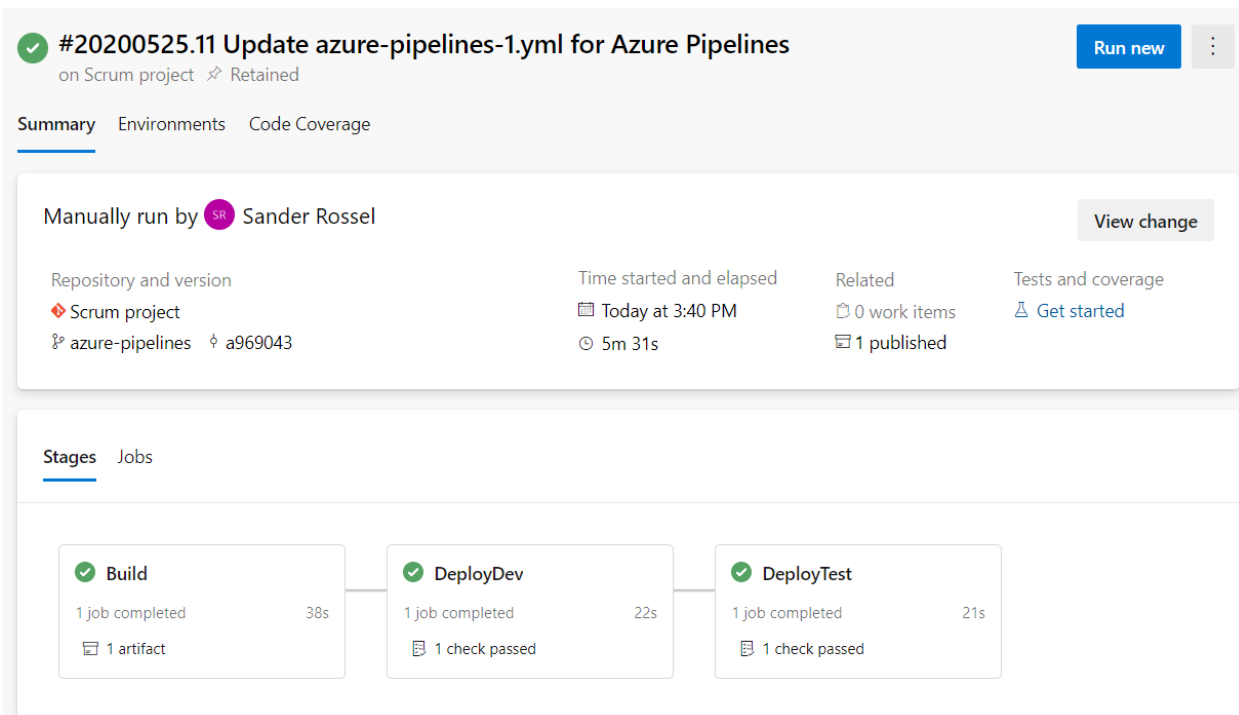 #20200525.11 Update azure-pipelines-1.yml for Azure Pipelines
Run new
on Scrum project Retained
Summary Environments Code Coverage
Manually run by SR Sander Rossel
View change
Repository and version Time started and elapsed Related Tests and coverage
Scrum project Today at 3:40 PM 0 work items Get started
azure-pipelines a969043 5m 31s 1 published
Stages Jobs
Build DeployDev DeployTest
1 job completed 38s 1 job completed 22s 1 job completed 21s
1 artifact 1 check passed 1 check passed